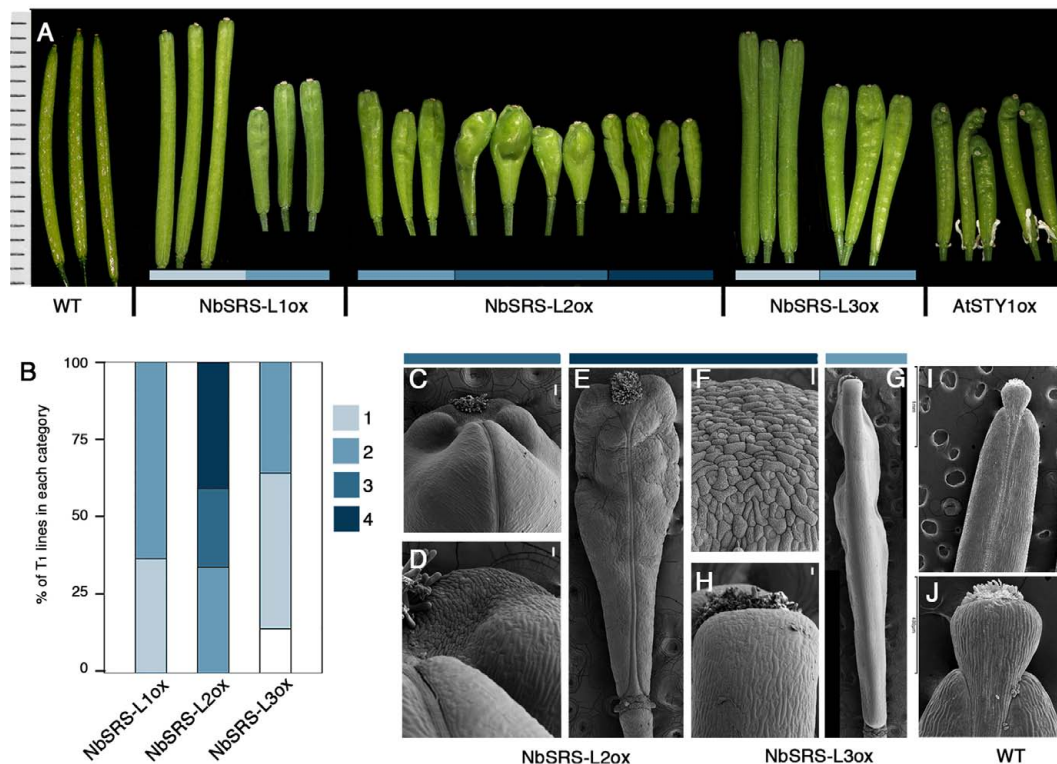 A
WT
NbSRS-L1ox
NbSRS-L2ox
NbSRS-L3ox
AtSTY1ox
B
% of T1 lines in each category
100
75
50
25
0
NbSRS-L1ox
NbSRS-L2ox
NbSRS-L3ox
1
2
3
4
C
D
E
F
G
H
I
J
NbSRS-L2ox
NbSRS-L3ox
WT